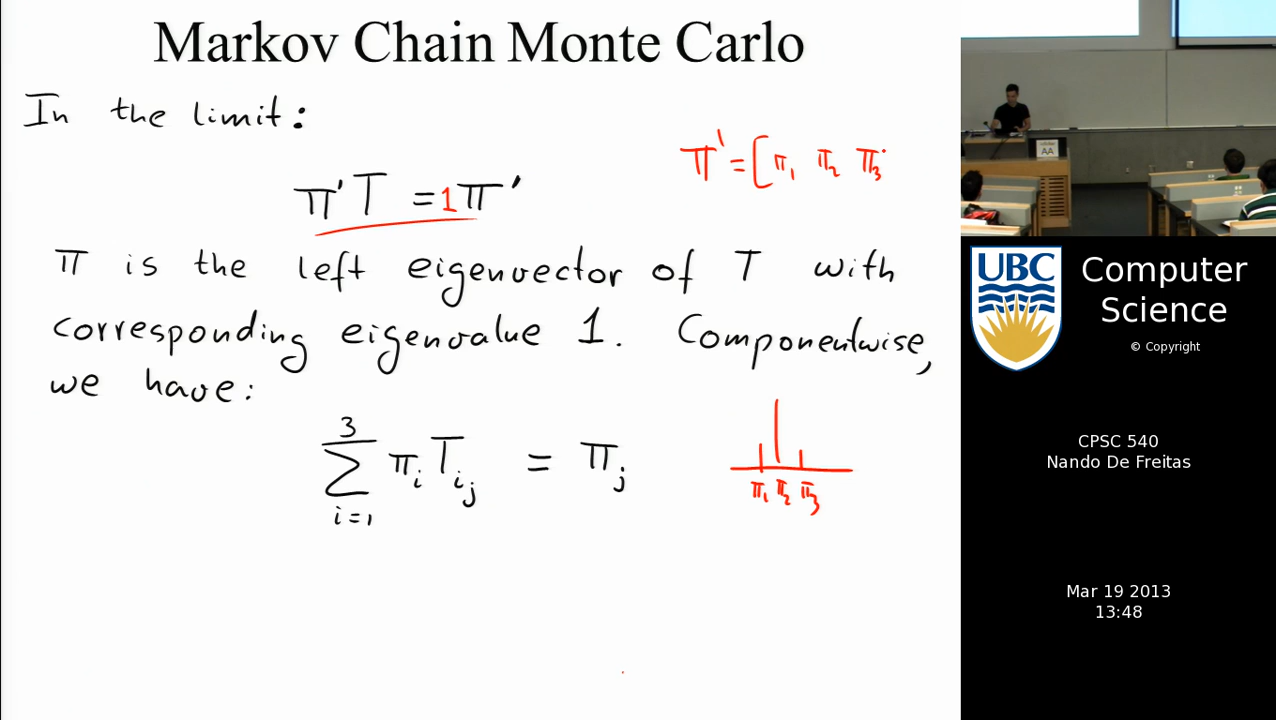 Markov Chain Monte Carlo
In the limit:
π' = [π₁ π₂ π₃
π'T = 1π'
π is the left eigenvector of T with
corresponding eigenvalue 1. Componentwise,
we have:
3
∑ πᵢ Tᵢⱼ = πⱼ
i=1
π₁ π₂ π₃
AA
UBC
Computer
Science
© Copyright
CPSC 540
Nando De Freitas
Mar 19 2013
13:48